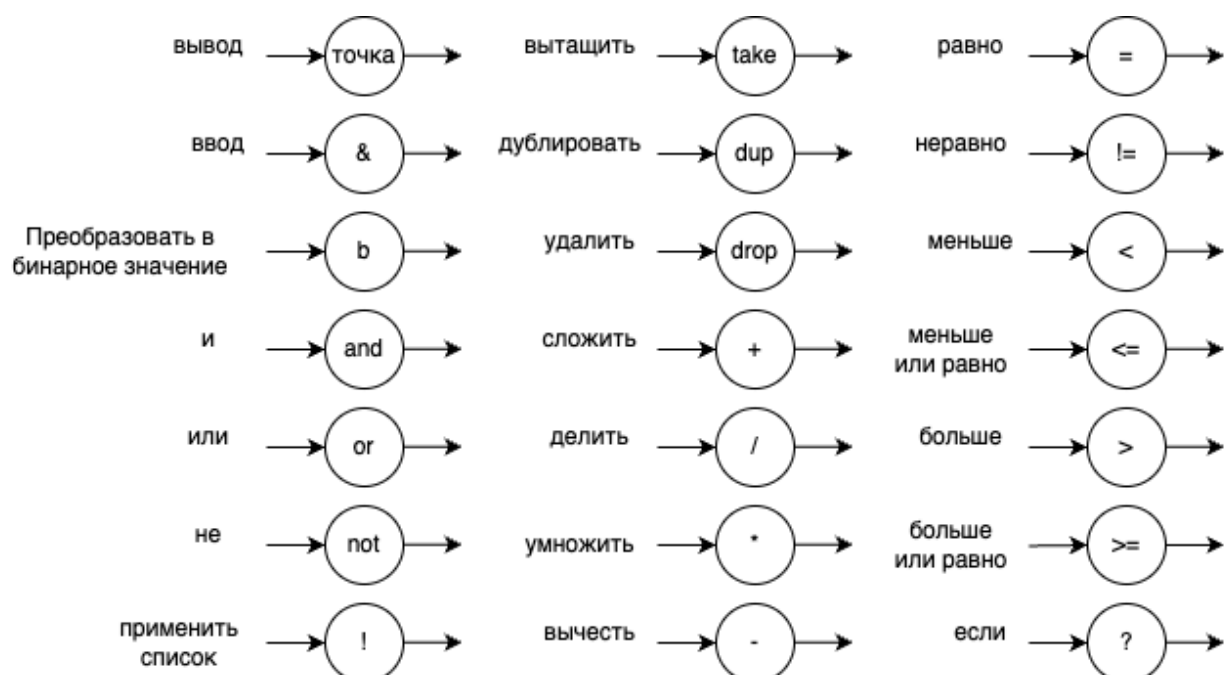 вывод
точка
вытащить
take
равно
=
ввод
&
дублировать
dup
неравно
!=
Преобразовать в
бинарное значение
b
удалить
drop
меньше
<
и
and
сложить
+
меньше
или равно
<=
или
or
делить
/
больше
>
не
not
умножить
*
больше
или равно
>=
применить
список
!
вычесть
-
если
?